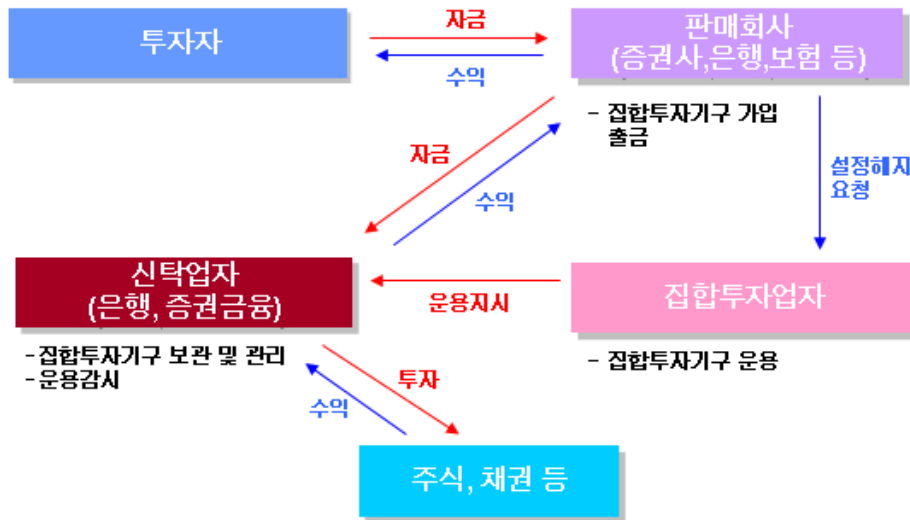 투자자
자금
수익
판매회사
(증권사,은행,보험 등)
- 집합투자기구 가입
출금
자금
수익
설정해지
요청
신탁업자
(은행, 증권금융)
운용지시
집합투자업자
-집합투자기구 보관 및 관리
-운용감시
- 집합투자기구 운용
투자
수익
주식, 채권 등